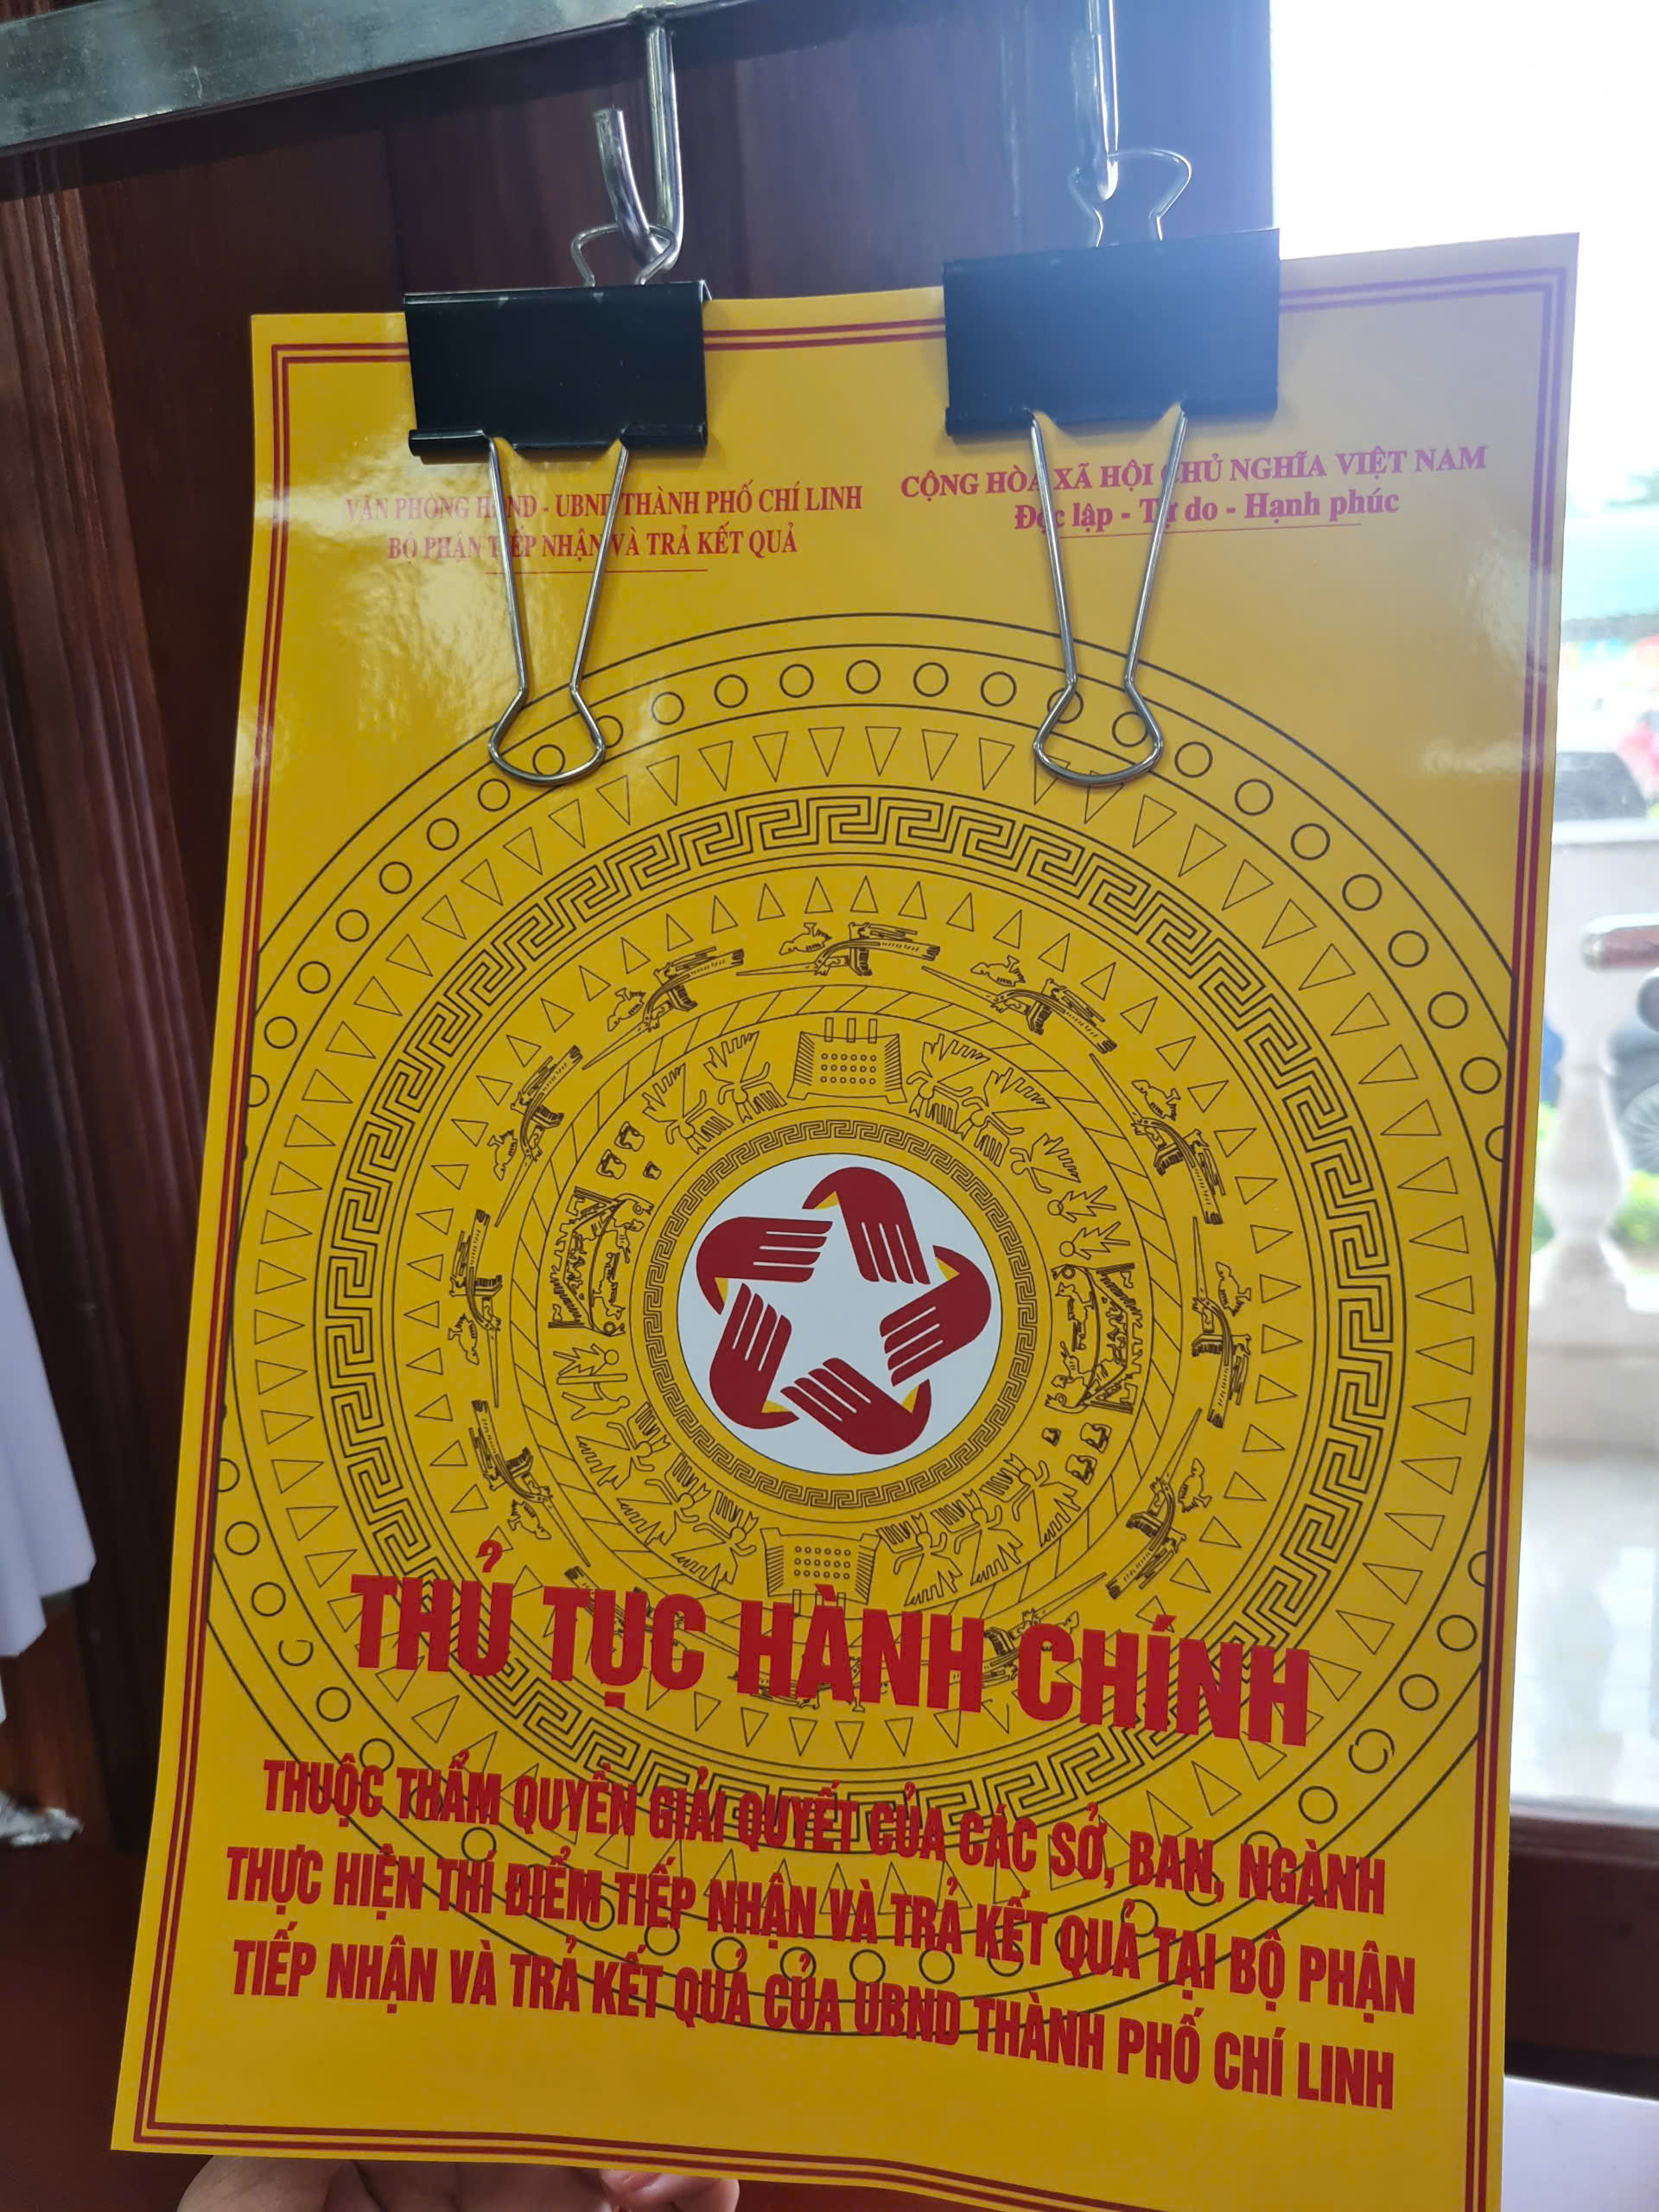 VĂN PHÒNG HĐND - UBND THÀNH PHỐ CHÍ LINH
BỘ PHẬN TIẾP NHẬN VÀ TRẢ KẾT QUẢ
CỘNG HÒA XÃ HỘI CHỦ NGHĨA VIỆT NAM
Độc lập - Tự do - Hạnh phúc
THỦ TỤC HÀNH CHÍNH
THUỘC THẨM QUYỀN GIẢI QUYẾT CỦA CÁC SỞ, BAN, NGÀNH
THỰC HIỆN THÍ ĐIỂM TIẾP NHẬN VÀ TRẢ KẾT QUẢ TẠI BỘ PHẬN
TIẾP NHẬN VÀ TRẢ KẾT QUẢ CỦA UBND THÀNH PHỐ CHÍ LINH